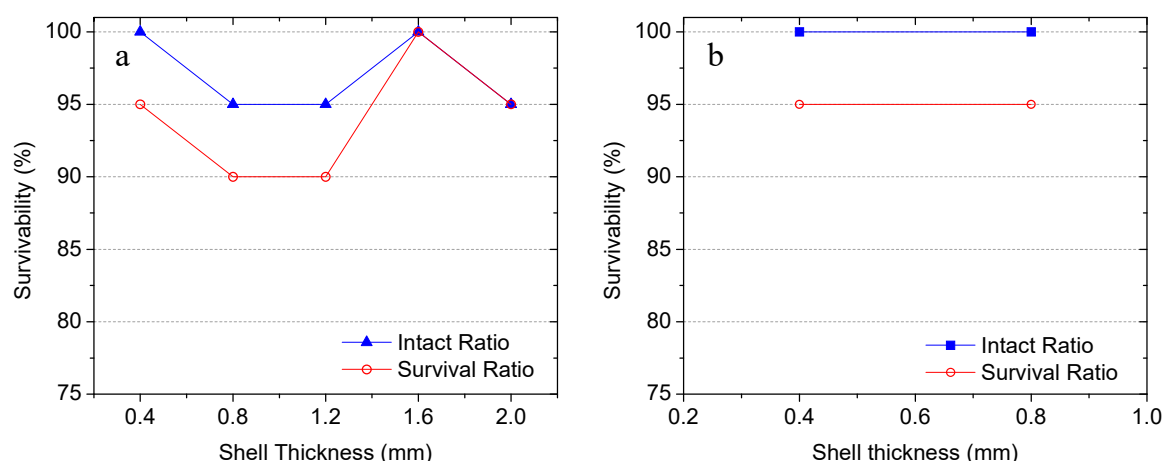 a
100
95
90
85
80
75
Survivability (%)
0.4 0.8 1.2 1.6 2.0
Shell Thickness (mm)
Intact Ratio
Survival Ratio
b
100
95
90
85
80
75
Survivability (%)
0.2 0.4 0.6 0.8 1.0
Shell thickness (mm)
Intact Ratio
Survival Ratio